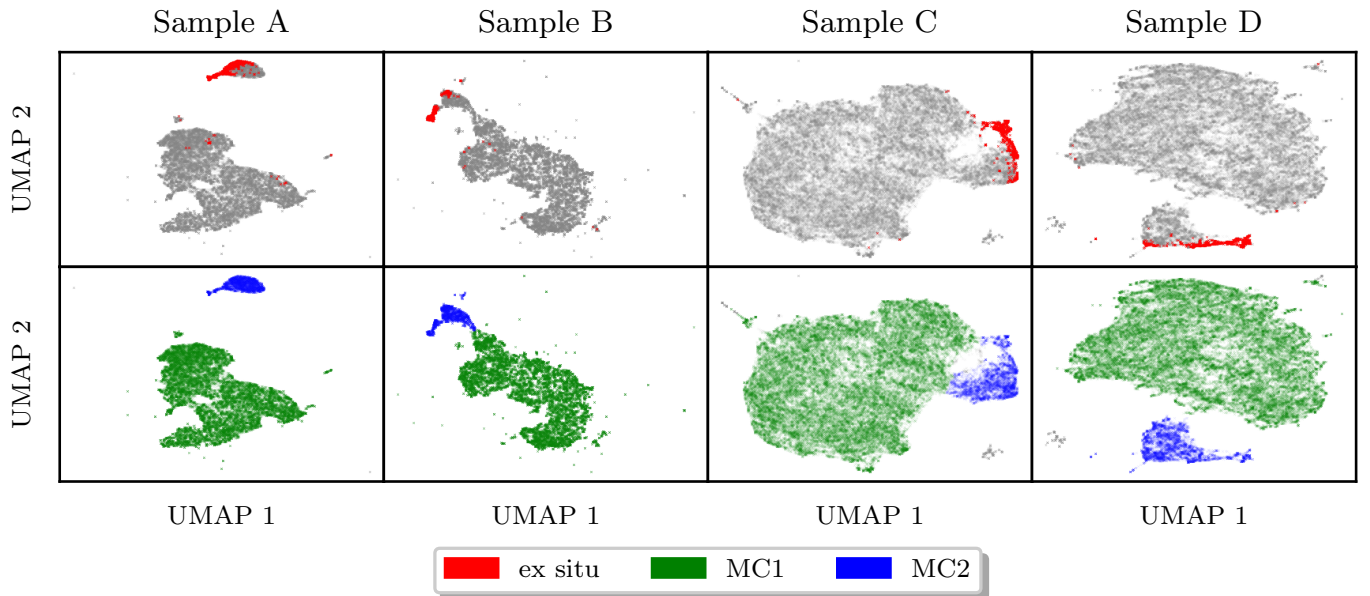 Sample A
Sample B
Sample C
Sample D
UMAP 2
UMAP 2
UMAP 1
UMAP 1
UMAP 1
UMAP 1
ex situ
MC1
MC2